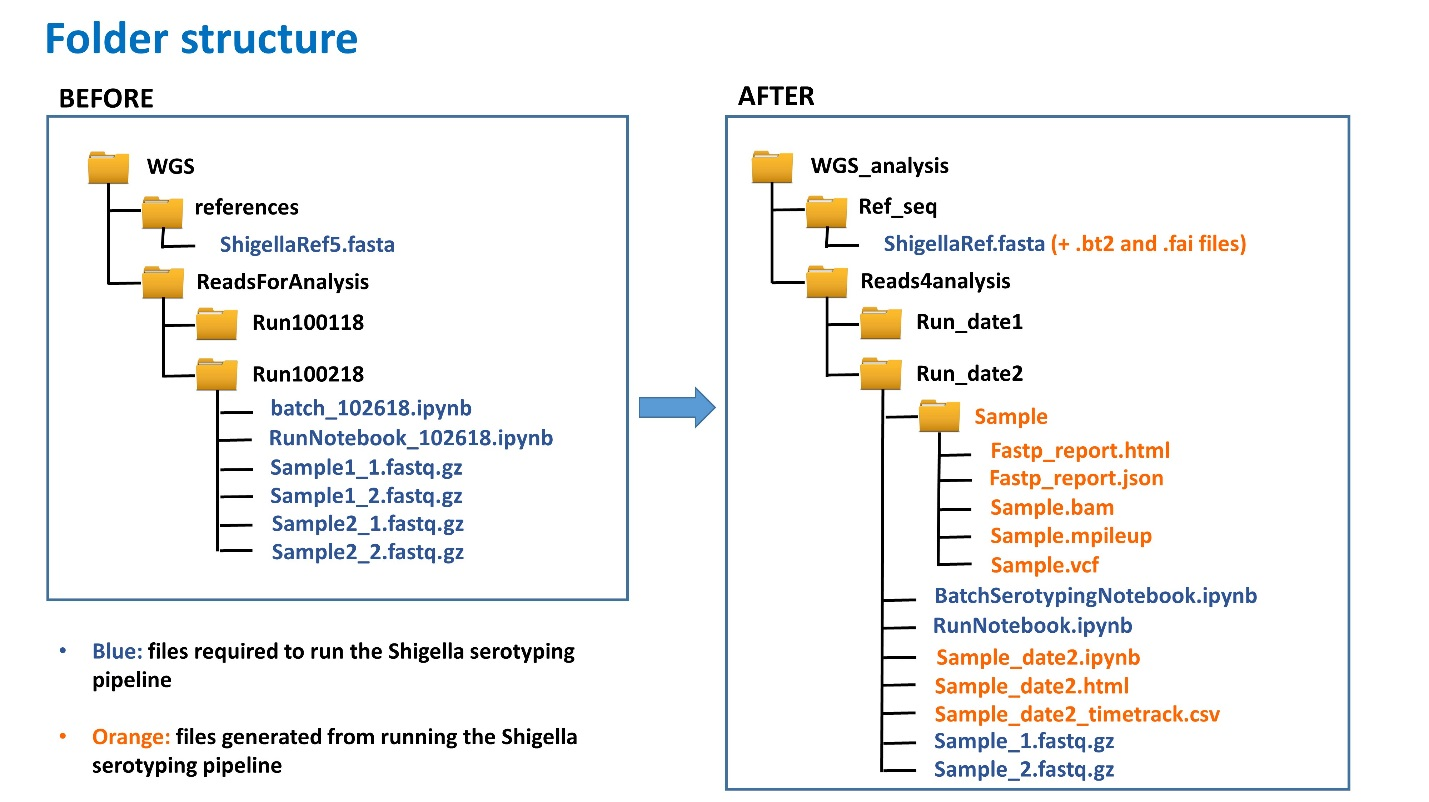 Folder structure
BEFORE
WGS
references
ShigellaRef5.fasta
ReadsForAnalysis
Run100118
Run100218
batch_102618.ipynb
RunNotebook_102618.ipynb
Sample1_1.fastq.gz
Sample1_2.fastq.gz
Sample2_1.fastq.gz
Sample2_2.fastq.gz
• Blue: files required to run the Shigella serotyping
pipeline
• Orange: files generated from running the Shigella
serotyping pipeline
AFTER
WGS_analysis
Ref_seq
ShigellaRef.fasta (+ .bt2 and .fai files)
Reads4analysis
Run_date1
Run_date2
Sample
Fastp_report.html
Fastp_report.json
Sample.bam
Sample.mpileup
Sample.vcf
BatchSerotypingNotebook.ipynb
RunNotebook.ipynb
Sample_date2.ipynb
Sample_date2.html
Sample_date2_timetrack.csv
Sample_1.fastq.gz
Sample_2.fastq.gz